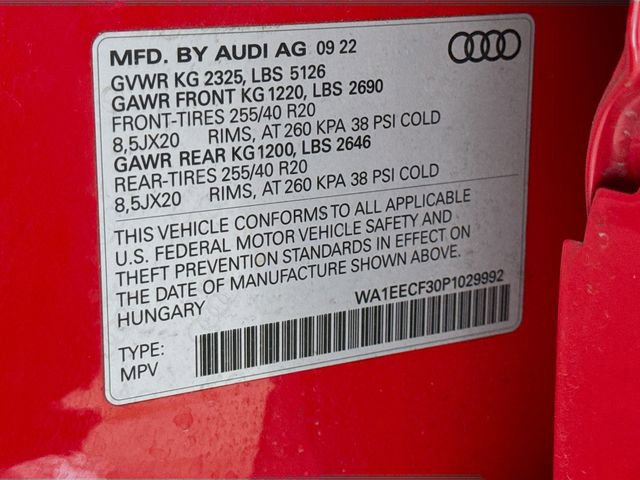 MFD. BY AUDI AG 09 22
GVWR KG 2325, LBS 5126
GAWR FRONT KG 1220, LBS 2690
FRONT-TIRES 255/40 R20
8,5JX20 RIMS, AT 260 KPA 38 PSI COLD
GAWR REAR KG 1200, LBS 2646
REAR-TIRES 255/40 R20
8,5JX20 RIMS, AT 260 KPA 38 PSI COLD
THIS VEHICLE CONFORMS TO ALL APPLICABLE
U.S. FEDERAL MOTOR VEHICLE SAFETY AND
THEFT PREVENTION STANDARDS IN EFFECT ON
THE DATE OF MANUFACTURE SHOWN ABOVE.
HUNGARY
WA1EECF30P1029992
TYPE:
MPV